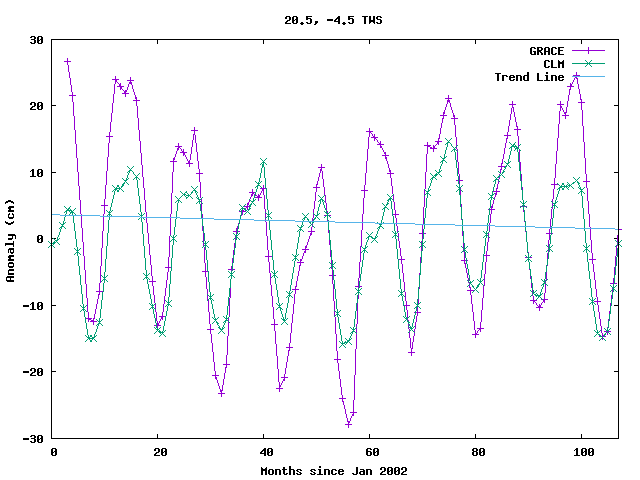 20.5, -4.5 TWS
GRACE
CLM
Trend Line
30
20
10
0
-10
-20
-30
Anomaly (cm)
0 20 40 60 80 100
Months since Jan 2002